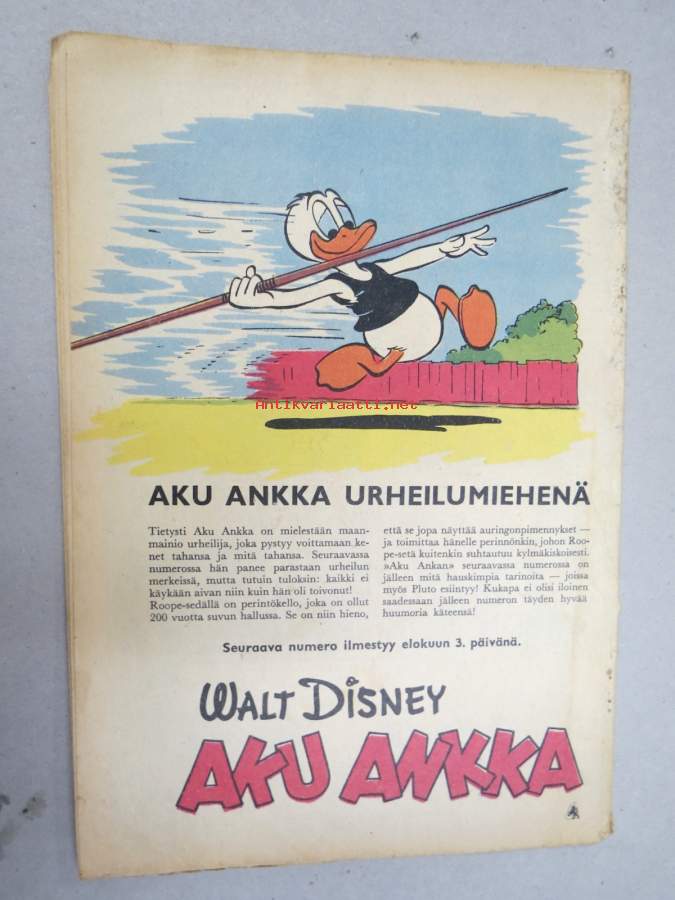 Antikvariaatti.net
AKU ANKKA URHEILUMIEHENÄ
Tietysti Aku Ankka on mielestään maan-
mainio urheilija, joka pystyy voittamaan ke-
net tahansa ja mitä tahansa. Seuraavassa
numerossa hän panee parastaan urheilun
merkeissä, mutta tutuin tuloksin: kaikki ei
käykään aivan niin kuin hän oli toivonut!
Roope-sedällä on perintökello, joka on ollut
200 vuotta suvun hallussa. Se on niin hieno,
että se jopa näyttää auringonpimennykset —
ja toimittaa hänelle perinnönkin, johon Roo-
pe-setä kuitenkin suhtautuu kylmäkiskoisesti.
»Aku Ankan» seuraavassa numerossa on
jälleen mitä hauskimpia tarinoita — joissa
myös Pluto esiintyy! Kukapa ei olisi iloinen
saadessaan jälleen numeron täyden hyvää
huumoria käteensä!
Seuraava numero ilmestyy elokuun 3. päivänä.
WALT DISNEY
AKU ANKKA